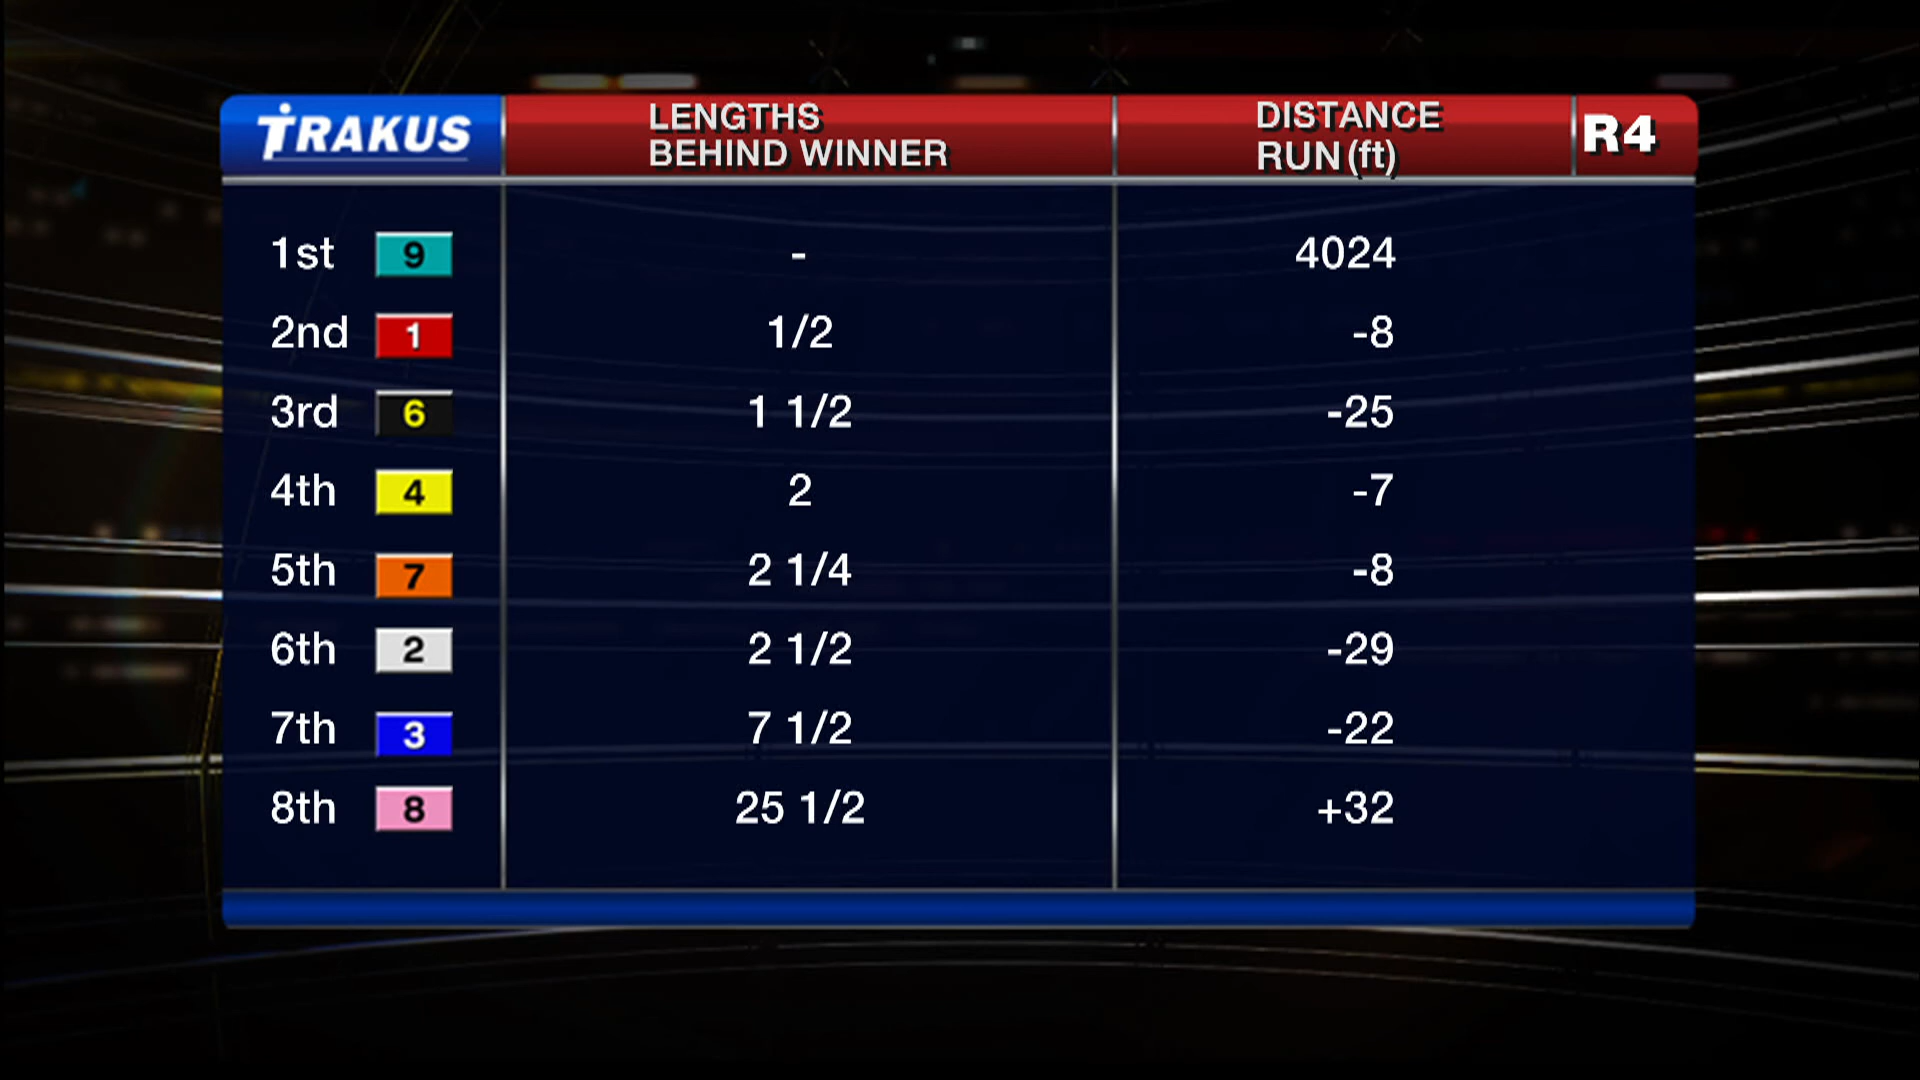 TRAKUS
LENGTHS
BEHIND WINNER
DISTANCE
RUN (ft)
R4
1st 9 - 4024
2nd 1 1/2 -8
3rd 6 1 1/2 -25
4th 4 2 -7
5th 7 2 1/4 -8
6th 2 2 1/2 -29
7th 3 7 1/2 -22
8th 8 25 1/2 +32